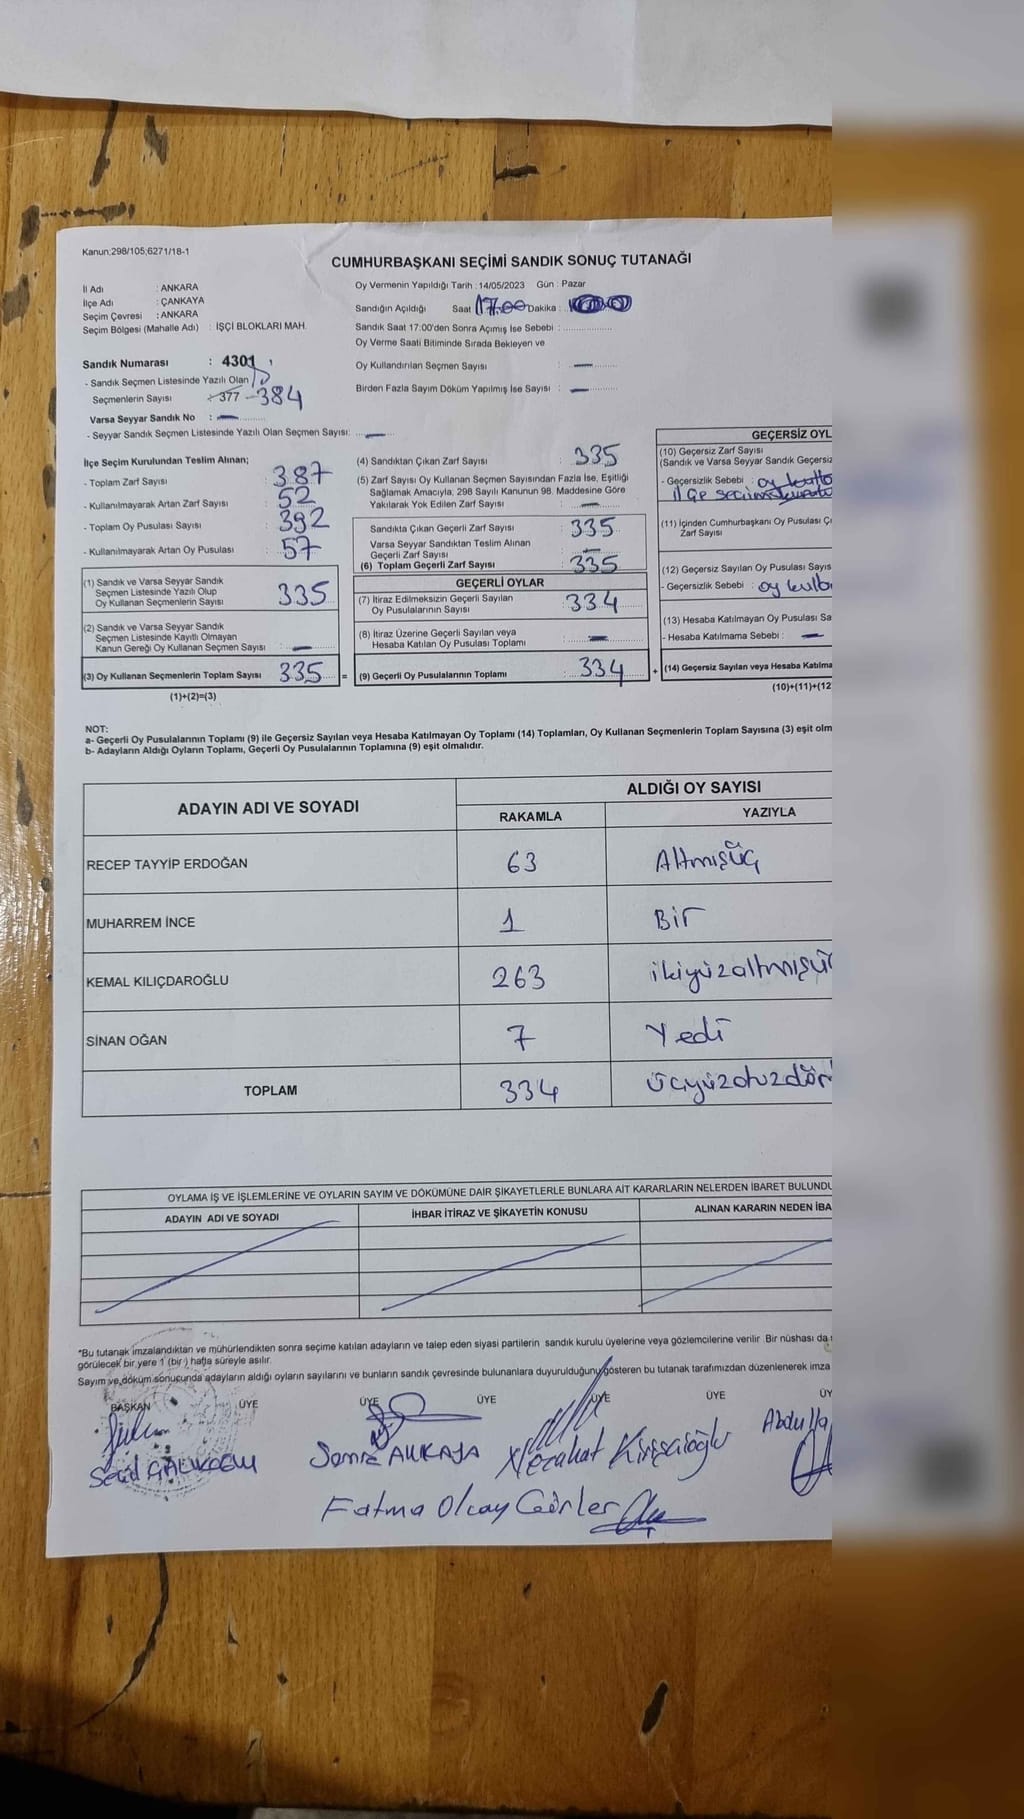 Kanun:298/105;6271/18-1
CUMHURBAŞKANI SEÇİMİ SANDIK SONUÇ TUTANAĞI
İl Adı : ANKARA
İlçe Adı : ÇANKAYA
Seçim Çevresi : ANKARA
Seçim Bölgesi (Mahalle Adı) : İŞÇİ BLOKLARI MAH.
Oy Vermenin Yapıldığı Tarih : 14/05/2023 Gün : Pazar
Sandığın Açıldığı Saat 17.00 Dakika :
Sandık Saat 17:00'den Sonra Açımış İse Sebebi :
Oy Verme Saati Bitiminde Sırada Bekleyen ve
Oy Kullandırılan Seçmen Sayısı : —
Birden Fazla Sayım Döküm Yapılmış İse Sayısı : —
Sandık Numarası : 4301
- Sandık Seçmen Listesinde Yazılı Olan
Seçmenlerin Sayısı : 377 - 384
Varsa Seyyar Sandık No : —
- Seyyar Sandık Seçmen Listesinde Yazılı Olan Seçmen Sayısı: —
İlçe Seçim Kurulundan Teslim Alınan;
- Toplam Zarf Sayısı : 387
- Kullanılmayarak Artan Zarf Sayısı : 52
- Toplam Oy Pusulası Sayısı : 392
- Kullanılmayarak Artan Oy Pusulası : 57
(1) Sandık ve Varsa Seyyar Sandık
Seçmen Listesinde Yazılı Olup
Oy Kullanan Seçmenlerin Sayısı : 335
(2) Sandık ve Varsa Seyyar Sandık
Seçmen Listesinde Kayıtlı Olmayan
Kanun Gereği Oy Kullanan Seçmen Sayısı : —
(3) Oy Kullanan Seçmenlerin Toplam Sayısı 335 =
(1)+(2)=(3)
(4) Sandıktan Çıkan Zarf Sayısı : 335
(5) Zarf Sayısı Oy Kullanan Seçmen Sayısından Fazla İse, Eşitliği
Sağlamak Amacıyla, 298 Sayılı Kanunun 98. Maddesine Göre
Yakılarak Yok Edilen Zarf Sayısı : —
Sandıkta Çıkan Geçerli Zarf Sayısı : 335
Varsa Seyyar Sandıktan Teslim Alınan
Geçerli Zarf Sayısı : —
(6) Toplam Geçerli Zarf Sayısı : 335
GEÇERLİ OYLAR
(7) İtiraz Edilmeksizin Geçerli Sayılan
Oy Pusulalarının Sayısı : 334
(8) İtiraz Üzerine Geçerli Sayılan veya
Hesaba Katılan Oy Pusulası Toplamı : —
(9) Geçerli Oy Pusulalarının Toplamı : 334 +
GEÇERSİZ OYL
(10) Geçersiz Zarf Sayısı
(Sandık ve Varsa Seyyar Sandık Geçersiz
- Geçersizlik Sebebi : oy
(11) İçinden Cumhurbaşkanı Oy Pusulası Çı
Zarf Sayısı
(12) Geçersiz Sayılan Oy Pusulası Sayıs
- Geçersizlik Sebebi : oy
(13) Hesaba Katılmayan Oy Pusulası Sa
- Hesaba Katılmama Sebebi : —
(14) Geçersiz Sayılan veya Hesaba Katılma
(10)+(11)+(12
NOT:
a- Geçerli Oy Pusulalarının Toplamı (9) ile Geçersiz Sayılan veya Hesaba Katılmayan Oy Toplamı (14) Toplamları, Oy Kullanan Seçmenlerin Toplam Sayısına (3) eşit olm
b- Adayların Aldığı Oyların Toplamı, Geçerli Oy Pusulalarının Toplamına (9) eşit olmalıdır.
ADAYIN ADI VE SOYADI ALDIĞI OY SAYISI
RAKAMLA YAZIYLA
RECEP TAYYİP ERDOĞAN 63 Altmışüç
MUHARREM İNCE 1 Bir
KEMAL KILIÇDAROĞLU 263 ikiyüzaltmışü
SİNAN OĞAN 7 Yedi
TOPLAM 334 üçyüzotuzdör
OYLAMA İŞ VE İŞLEMLERİNE VE OYLARIN SAYIM VE DÖKÜMÜNE DAİR ŞİKAYETLERLE BUNLARA AİT KARARLARIN NELERDEN İBARET BULUNDU
ADAYIN ADI VE SOYADI İHBAR İTİRAZ VE ŞİKAYETİN KONUSU ALINAN KARARIN NEDEN İBA
*Bu tutanak imzalandıktan ve mühürlendikten sonra seçime katılan adayların ve talep eden siyasi partilerin sandık kurulu üyelerine veya gözlemcilerine verilir. Bir nüshası da
görülecek bir yere 1 (bir) hafta süreyle asılır.
Sayım ve döküm sonucunda adayların aldığı oyların sayılarını ve bunların sandık çevresinde bulunanlara duyurulduğunu gösteren bu tutanak tarafımızdan düzenlenerek imza
BAŞKAN ÜYE ÜYE ÜYE ÜYE ÜYE ÜY
Fatma Olcay Gürler